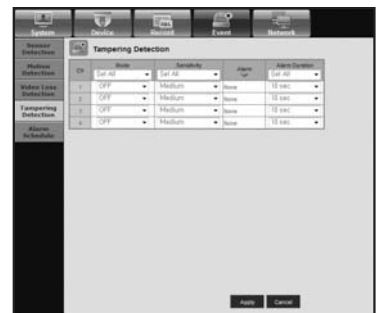 System Device Record Event Network
Sensor Detection
Motion Detection
Video Loss Detection
Tampering Detection
Alarm Schedule
Tampering Detection
CH Mode Sensitivity Alarm Alarm Duration
Set All Set All Set All
1 OFF Medium None 10 sec
2 OFF Medium None 10 sec
3 OFF Medium None 10 sec
4 OFF Medium None 10 sec
Apply Cancel